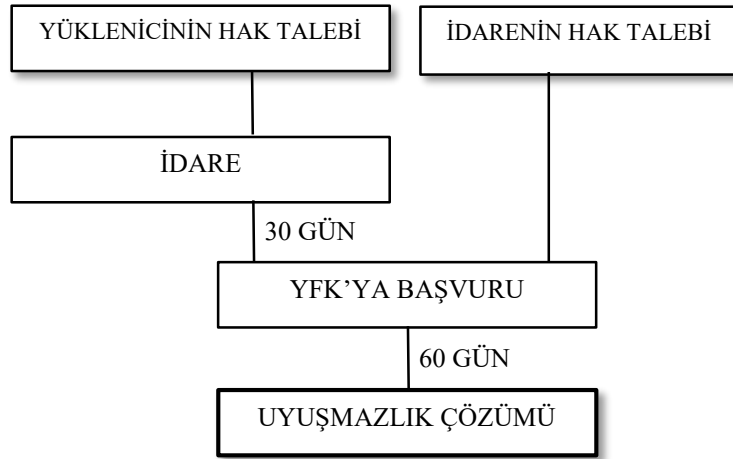 YÜKLENİCİNİN HAK TALEBİ
İDARENİN HAK TALEBİ
İDARE
30 GÜN
YFK’YA BAŞVURU
60 GÜN
UYUŞMAZLIK ÇÖZÜMÜ